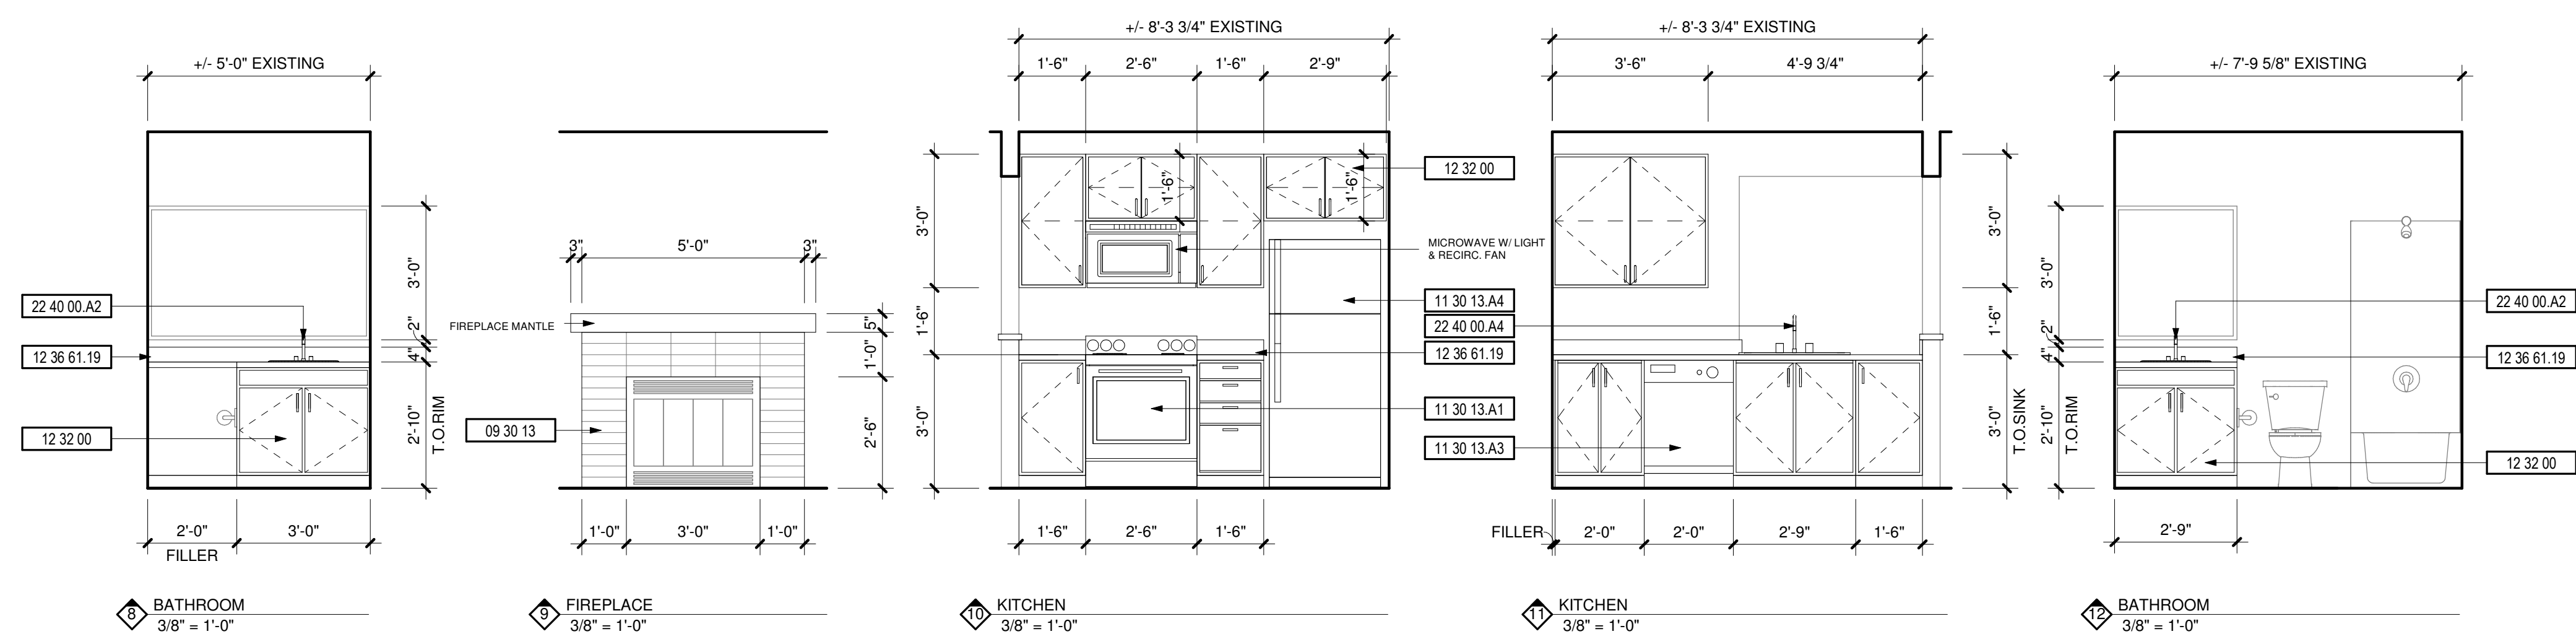 +/- 5'-0" EXISTING
3'-0"
2"
4"
2'-10"
T.O.RIM
22 40 00.A2
12 36 61.19
12 32 00
2'-0"
3'-0"
FILLER
8
BATHROOM
3/8" = 1'-0"
3"
5'-0"
3"
FIREPLACE MANTLE
5"
1'-0"
2'-6"
09 30 13
1'-0"
3'-0"
1'-0"
9
FIREPLACE
3/8" = 1'-0"
+/- 8'-3 3/4" EXISTING
1'-6"
2'-6"
1'-6"
2'-9"
3'-0"
1'-6"
3'-0"
1'-6"
1'-6"
12 32 00
MICROWAVE W/ LIGHT
& RECIRC. FAN
11 30 13.A4
22 40 00.A4
12 36 61.19
11 30 13.A1
11 30 13.A3
1'-6"
2'-6"
1'-6"
10
KITCHEN
3/8" = 1'-0"
+/- 8'-3 3/4" EXISTING
3'-6"
4'-9 3/4"
3'-0"
1'-6"
3'-0"
T.O.SINK
FILLER
2'-0"
2'-0"
2'-9"
1'-6"
11
KITCHEN
3/8" = 1'-0"
+/- 7'-9 5/8" EXISTING
3'-0"
2"
4"
2'-10"
T.O.RIM
22 40 00.A2
12 36 61.19
12 32 00
2'-9"
12
BATHROOM
3/8" = 1'-0"